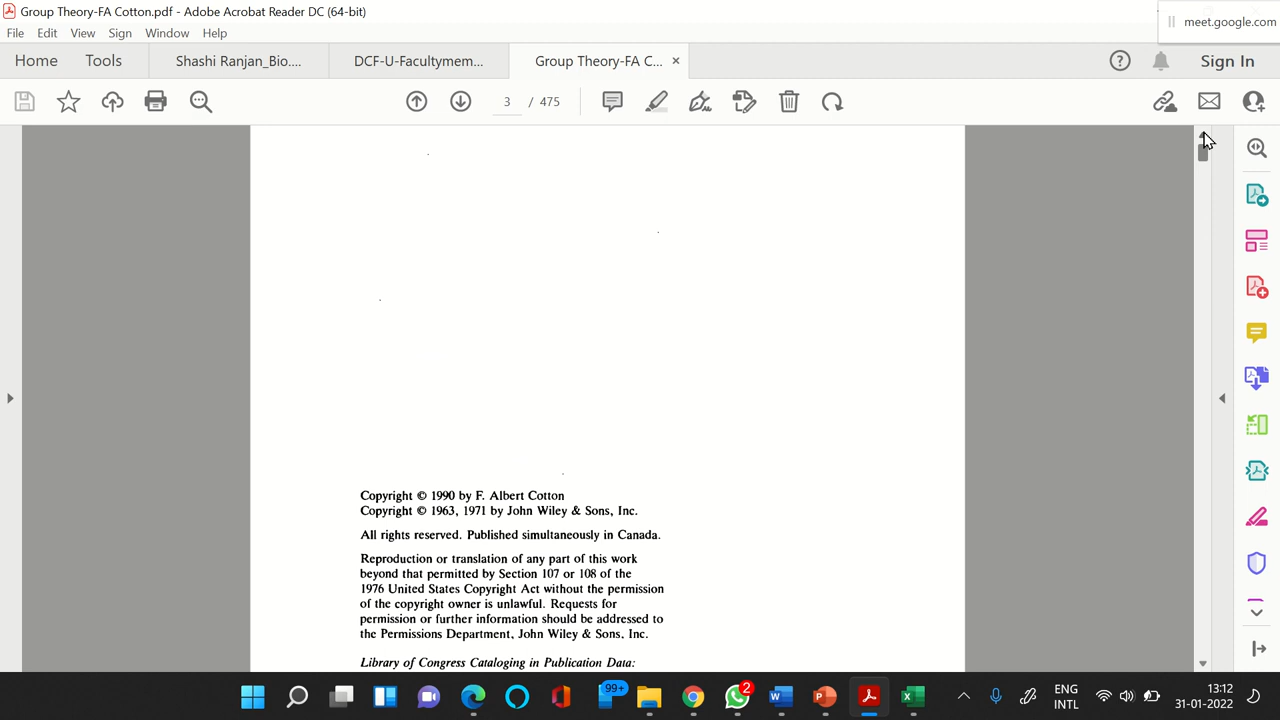 Group Theory-FA Cotton.pdf - Adobe Acrobat Reader DC (64-bit)
meet.google.com
File Edit View Sign Window Help
Home Tools Shashi Ranjan_Bio.... DCF-U-Facultymem... Group Theory-FA C... × Sign In
3 / 475
Copyright © 1990 by F. Albert Cotton
Copyright © 1963, 1971 by John Wiley & Sons, Inc.
All rights reserved. Published simultaneously in Canada.
Reproduction or translation of any part of this work
beyond that permitted by Section 107 or 108 of the
1976 United States Copyright Act without the permission
of the copyright owner is unlawful. Requests for
permission or further information should be addressed to
the Permissions Department, John Wiley & Sons, Inc.
Library of Congress Cataloging in Publication Data:
99+
2
ENG
INTL
13:12
31-01-2022